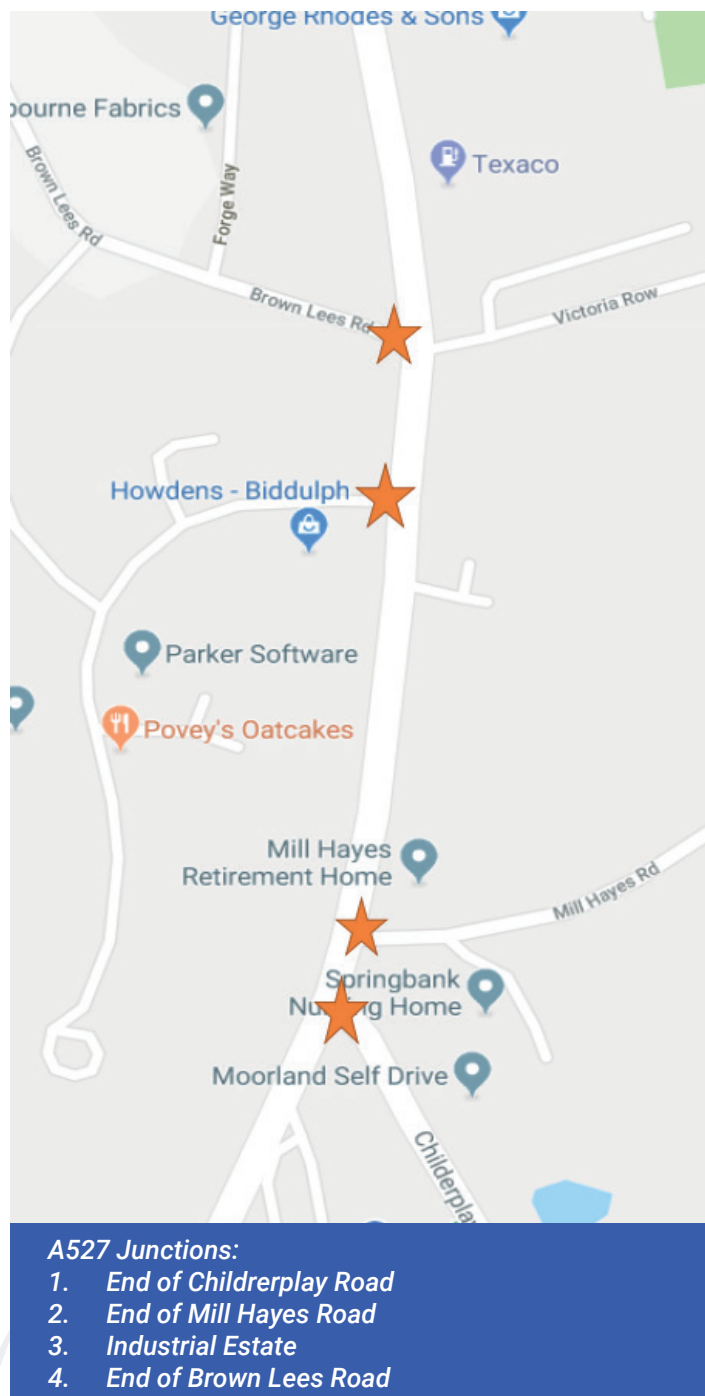 George Rhodes & Sons
bourne Fabrics
Texaco
Brown Lees Rd
Forge Way
Brown Lees Rd
Victoria Row
Howdens - Biddulph
Parker Software
Povey's Oatcakes
Mill Hayes
Retirement Home
Mill Hayes Rd
Springbank
Home
Moorland Self Drive
Childerpla
A527 Junctions:
1. End of Childrerplay Road
2. End of Mill Hayes Road
3. Industrial Estate
4. End of Brown Lees Road